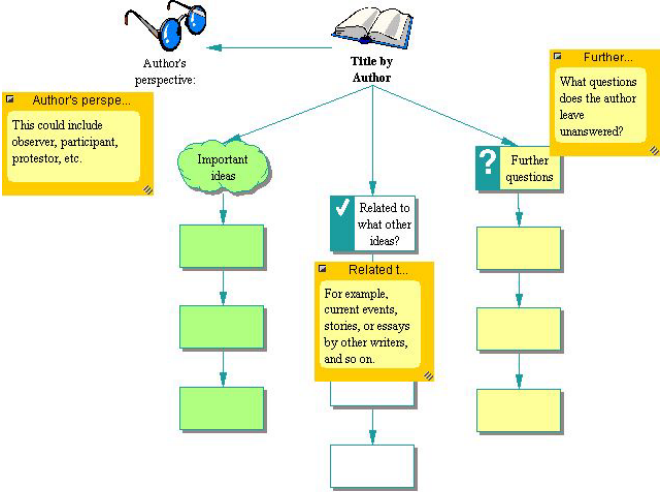 Author's
perspective:
Title by
Author
Author's perspe...
This could include
observer, participant,
protestor, etc.
Further...
What questions
does the author
leave
unanswered?
Important
ideas
?
Further
questions
Related to
what other
ideas?
Related t...
For example,
current events,
stories, or essays
by other writers,
and so on.